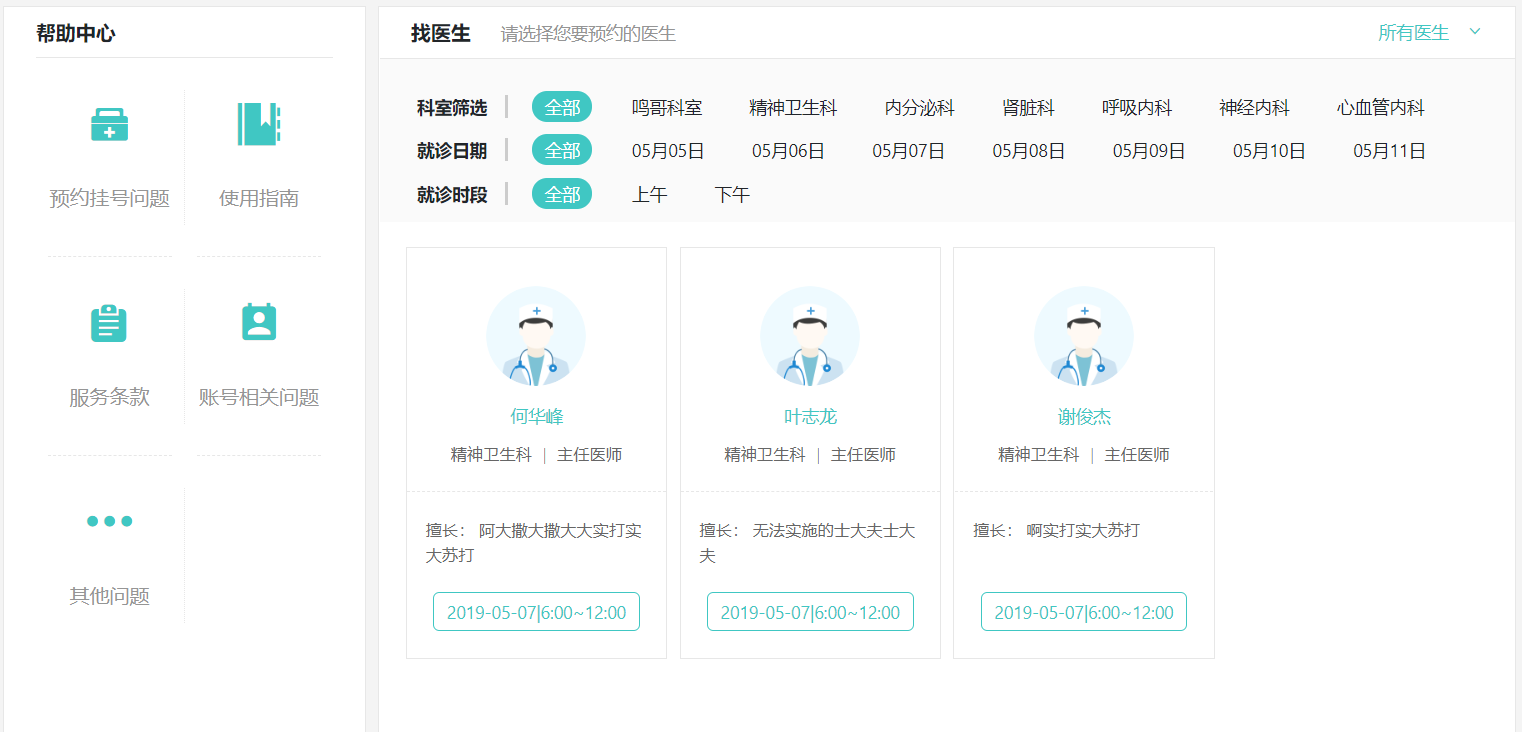 帮助中心
预约挂号问题
使用指南
服务条款
账号相关问题
其他问题
找医生 请选择您要预约的医生 所有医生
科室筛选 全部 鸣哥科室 精神卫生科 内分泌科 肾脏科 呼吸内科 神经内科 心血管内科
就诊日期 全部 05月05日 05月06日 05月07日 05月08日 05月09日 05月10日 05月11日
就诊时段 全部 上午 下午
何华峰
精神卫生科 | 主任医师
擅长： 阿大撒大撒大大实打实
大苏打
2019-05-07|6:00~12:00
叶志龙
精神卫生科 | 主任医师
擅长： 无法实施的士大夫士大
夫
2019-05-07|6:00~12:00
谢俊杰
精神卫生科 | 主任医师
擅长： 啊实打实大苏打
2019-05-07|6:00~12:00